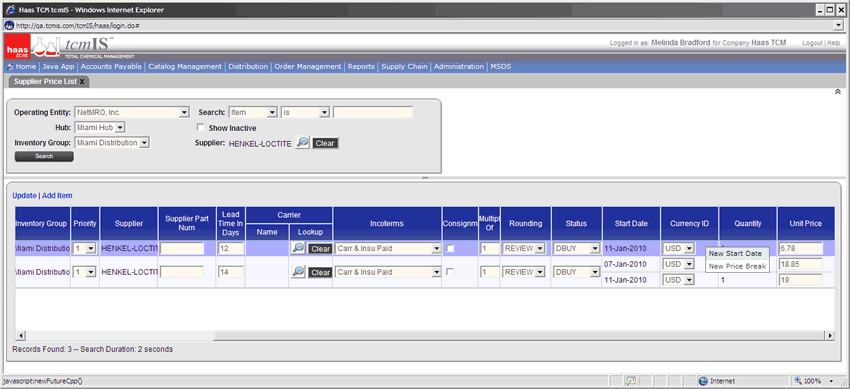 Haas TCM tcmIS - Windows Internet Explorer
http://qa.tcmis.com/tcmIS/haas/login.do#
haas TCM tcmIS™ TOTAL CHEMICAL MANAGEMENT
Logged in as: Melinda Bradford for Company Haas TCM Logout | Help
Home | Java App | Accounts Payable | Catalog Management | Distribution | Order Management | Reports | Supply Chain | Administration | MSDS
Supplier Price List X
Operating Entity: NetMRO, Inc. Search: Item is
Hub: Miami Hub Show Inactive
Inventory Group: Miami Distribution Supplier: HENKEL-LOCTITE Clear
Search
Update | Add Item
Inventory Group Priority Supplier Supplier Part Num Lead Time In Days Carrier Name Lookup Incoterms Consignm Multipl Of Rounding Status Start Date Currency ID Quantity Unit Price
Miami Distributio 1 HENKEL-LOCTIT 12 Clear Carr & Insu Paid 1 REVIEW DBUY 11-Jan-2010 USD 6.78
New Start Date
Miami Distributio 1 HENKEL-LOCTIT 14 Clear Carr & Insu Paid 1 REVIEW DBUY 07-Jan-2010 USD 18.85
New Price Break
11-Jan-2010 USD 1 19
Records Found: 3 -- Search Duration: 2 seconds
javascript:newFutureCpp() Internet 100%